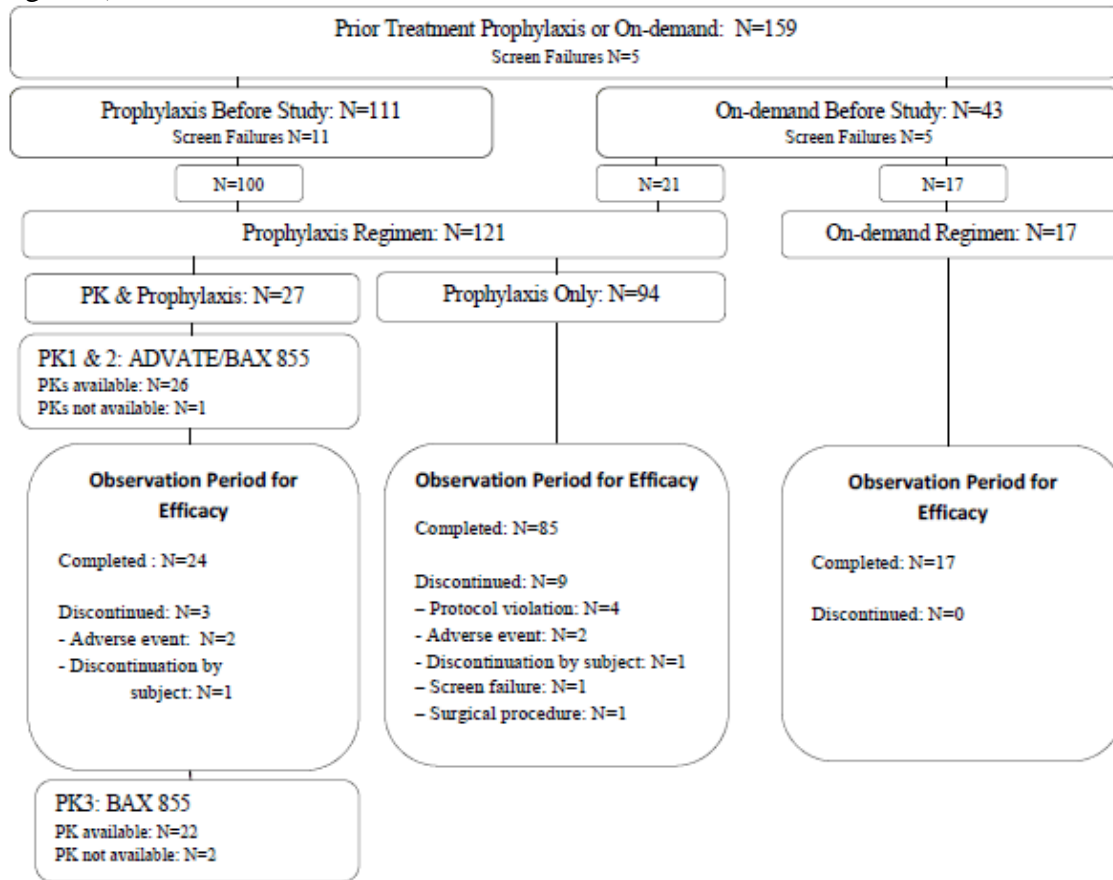 Prior Treatment Prophylaxis or On-demand: N=159
Screen Failures N=5
Prophylaxis Before Study: N=111
Screen Failures N=11
On-demand Before Study: N=43
Screen Failures N=5
N=100
N=21
N=17
Prophylaxis Regimen: N=121
On-demand Regimen: N=17
PK & Prophylaxis: N=27
Prophylaxis Only: N=94
PK1 & 2: ADVATE/BAX 855
PKs available: N=26
PKs not available: N=1
Observation Period for
Efficacy
Completed : N=24
Discontinued: N=3
- Adverse event: N=2
- Discontinuation by
subject: N=1
Observation Period for Efficacy
Completed: N=85
Discontinued: N=9
– Protocol violation: N=4
- Adverse event: N=2
- Discontinuation by subject: N=1
– Screen failure: N=1
– Surgical procedure: N=1
Observation Period for
Efficacy
Completed: N=17
Discontinued: N=0
PK3: BAX 855
PK available: N=22
PK not available: N=2